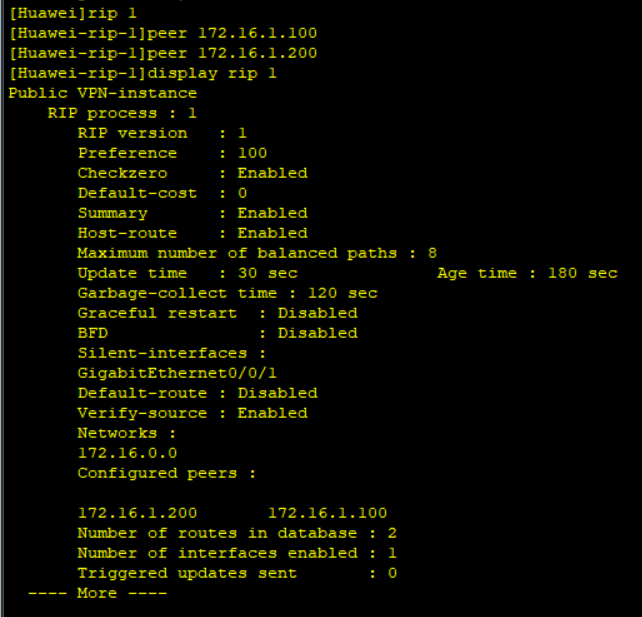 [Huawei]rip 1
[Huawei-rip-1]peer 172.16.1.100
[Huawei-rip-1]peer 172.16.1.200
[Huawei-rip-1]display rip 1
Public VPN-instance
RIP process : 1
RIP version : 1
Preference : 100
Checkzero : Enabled
Default-cost : 0
Summary : Enabled
Host-route : Enabled
Maximum number of balanced paths : 8
Update time : 30 sec Age time : 180 sec
Garbage-collect time : 120 sec
Graceful restart : Disabled
BFD : Disabled
Silent-interfaces :
GigabitEthernet0/0/1
Default-route : Disabled
Verify-source : Enabled
Networks :
172.16.0.0
Configured peers :
172.16.1.200 172.16.1.100
Number of routes in database : 2
Number of interfaces enabled : 1
Triggered updates sent : 0
---- More ----